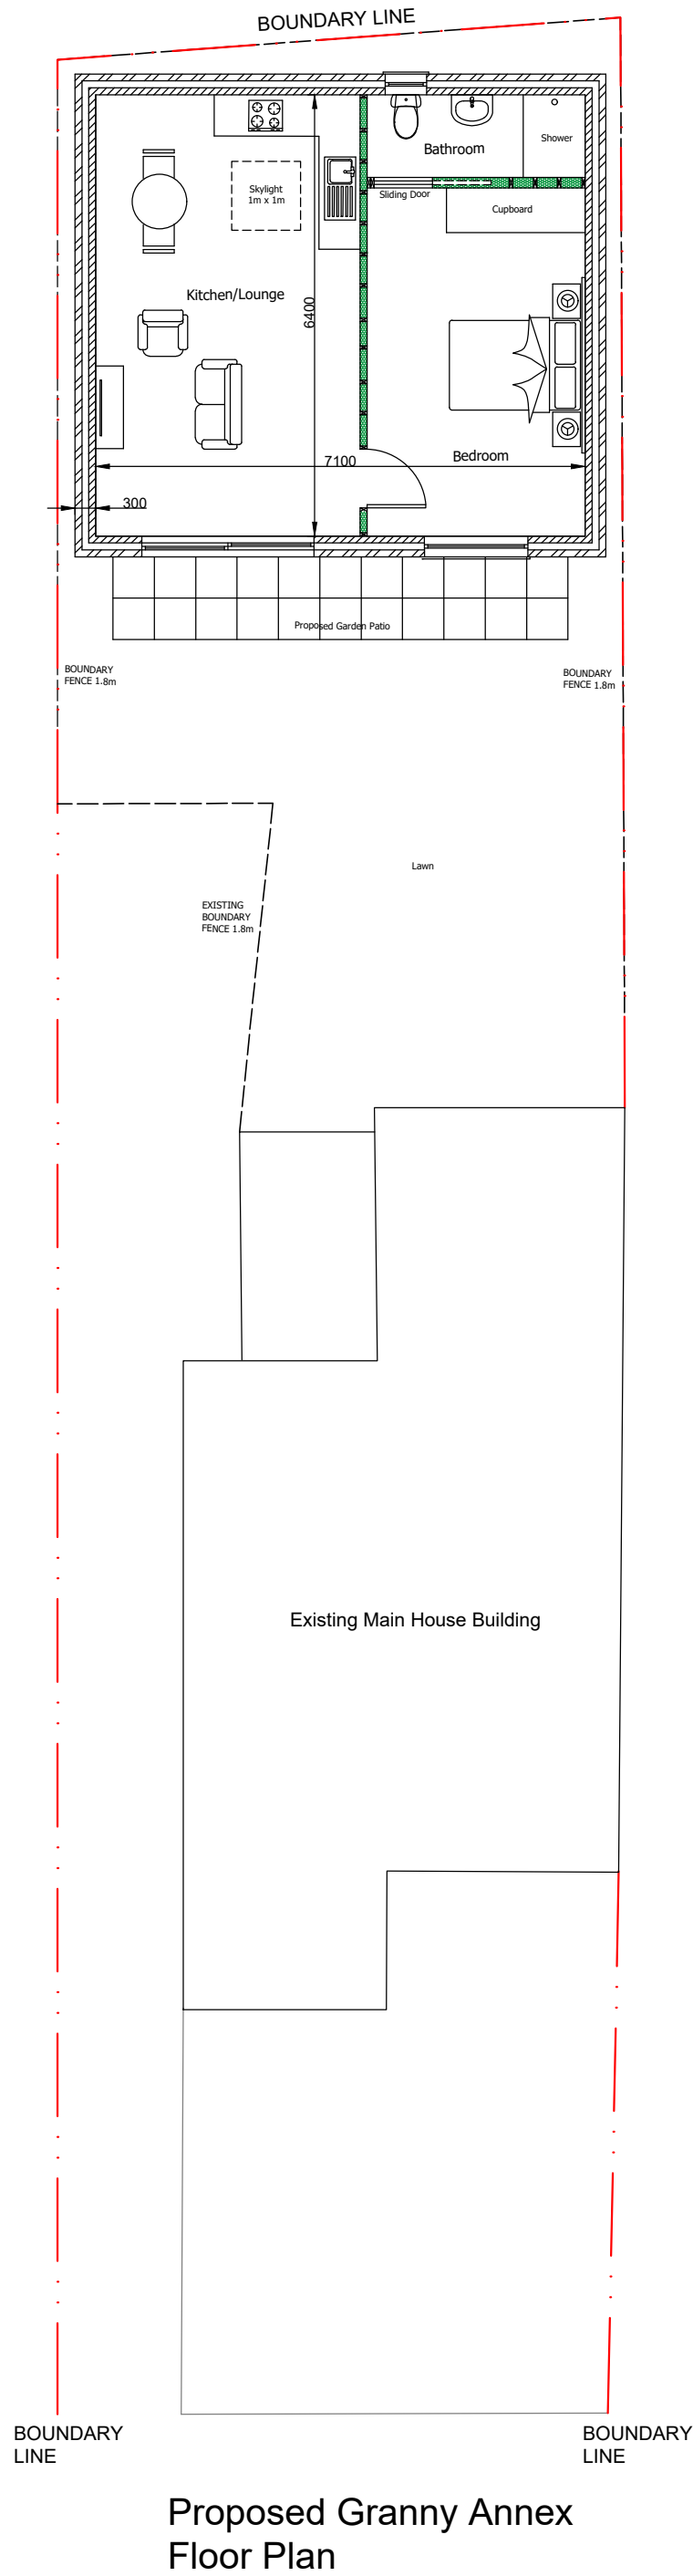 BOUNDARY LINE
Shower
Bathroom
Sliding Door
Skylight
1m x 1m
Cupboard
Kitchen/Lounge
6400
7100
Bedroom
300
Proposed Garden Patio
BOUNDARY
FENCE 1.8m
BOUNDARY
FENCE 1.8m
Lawn
EXISTING
BOUNDARY
FENCE 1.8m
Existing Main House Building
BOUNDARY
LINE
BOUNDARY
LINE
Proposed Granny Annex
Floor Plan